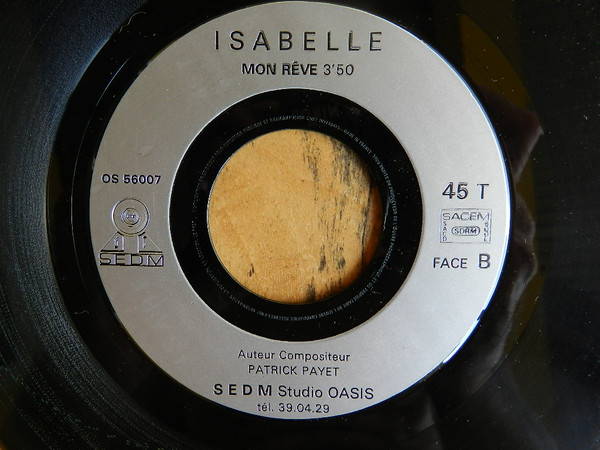 ISABELLE
MON RÊVE 3'50
OS 56007
SEDM
45 T
SACEM
SDRM
FACE B
Auteur Compositeur
PATRICK PAYET
SEDM Studio OASIS
tél. 39.04.29